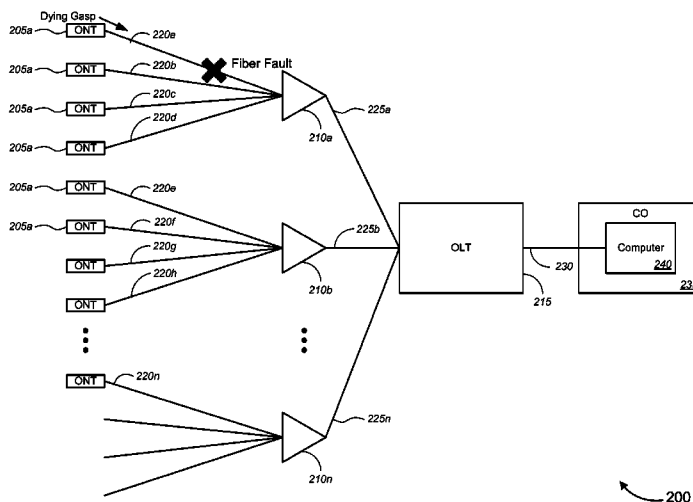 Dying Gasp
205a ONT 220e
205a ONT 220b Fiber Fault
205a ONT 220c 225a
205a ONT 220d 210a
205a ONT 220e
CO
205a ONT 220f 225b OLT Computer
240
ONT 220g 230
210b 215 23
ONT 220h
ONT 220n
225n
210n
200